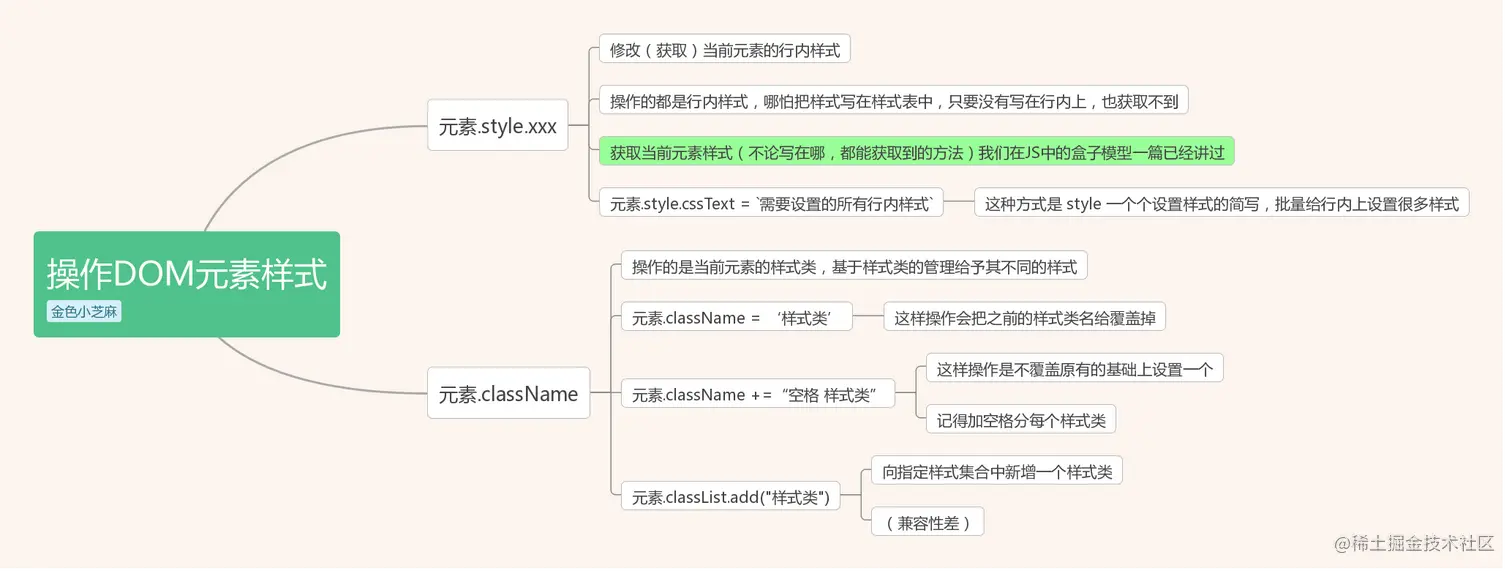 操作DOM元素样式
金色小芝麻
元素.style.xxx
修改（获取）当前元素的行内样式
操作的都是行内样式，哪怕把样式写在样式表中，只要没有写在行内上，也获取不到
获取当前元素样式（不论写在哪，都能获取到的方法）我们在JS中的盒子模型一篇已经讲过
元素.style.cssText = `需要设置的所有行内样式`
这种方式是 style 一个个设置样式的简写，批量给行内上设置很多样式
元素.className
操作的是当前元素的样式类，基于样式类的管理给予其不同的样式
元素.className = ‘样式类’
这样操作会把之前的样式类名给覆盖掉
元素.className +=“空格 样式类”
这样操作是不覆盖原有的基础上设置一个
记得加空格分每个样式类
元素.classList.add("样式类")
向指定样式集合中新增一个样式类
（兼容性差）
@稀土掘金技术社区